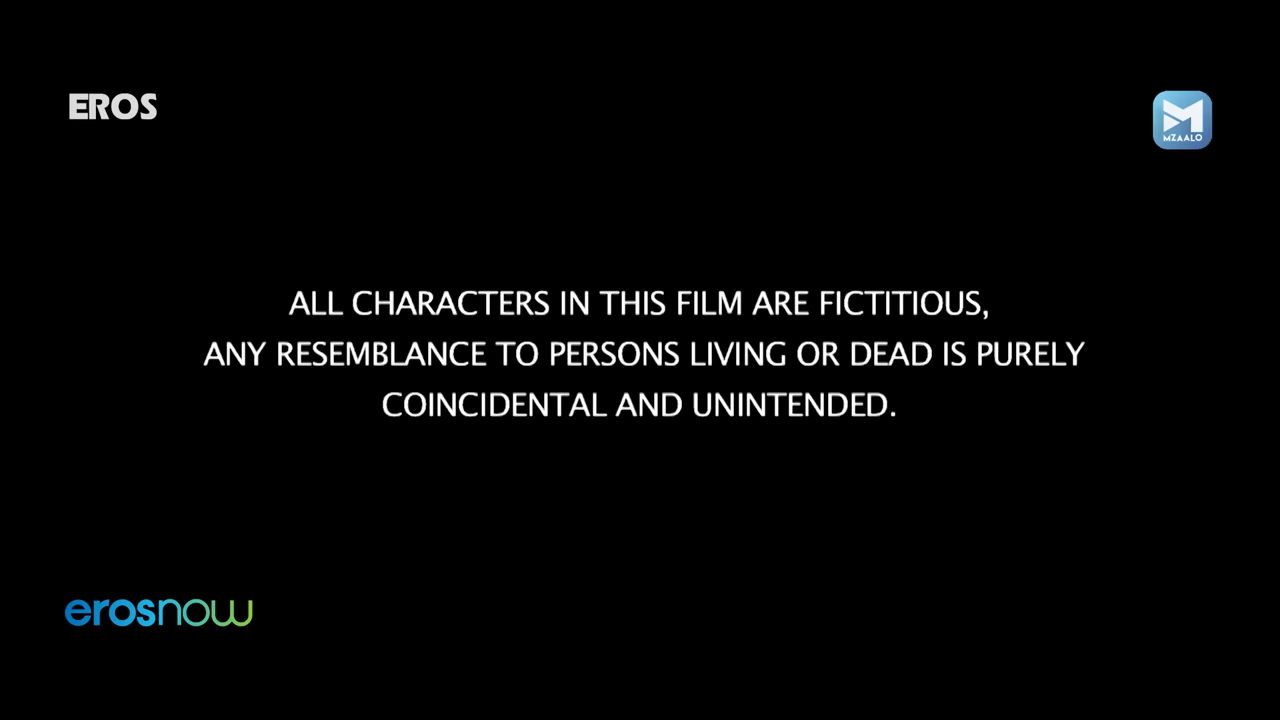 EROS
MZAALO
ALL CHARACTERS IN THIS FILM ARE FICTITIOUS,
ANY RESEMBLANCE TO PERSONS LIVING OR DEAD IS PURELY
COINCIDENTAL AND UNINTENDED.
erosnow